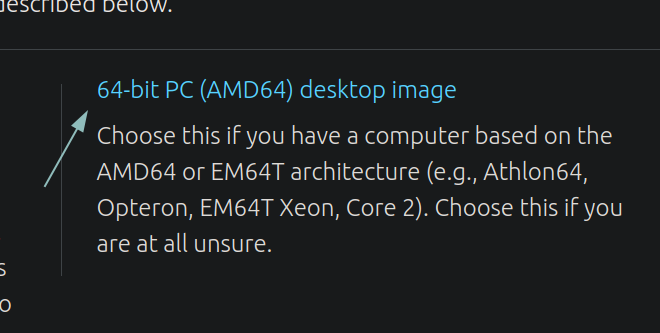 described below.
64-bit PC (AMD64) desktop image
Choose this if you have a computer based on the
AMD64 or EM64T architecture (e.g., Athlon64,
Opteron, EM64T Xeon, Core 2). Choose this if you
are at all unsure.
s
o